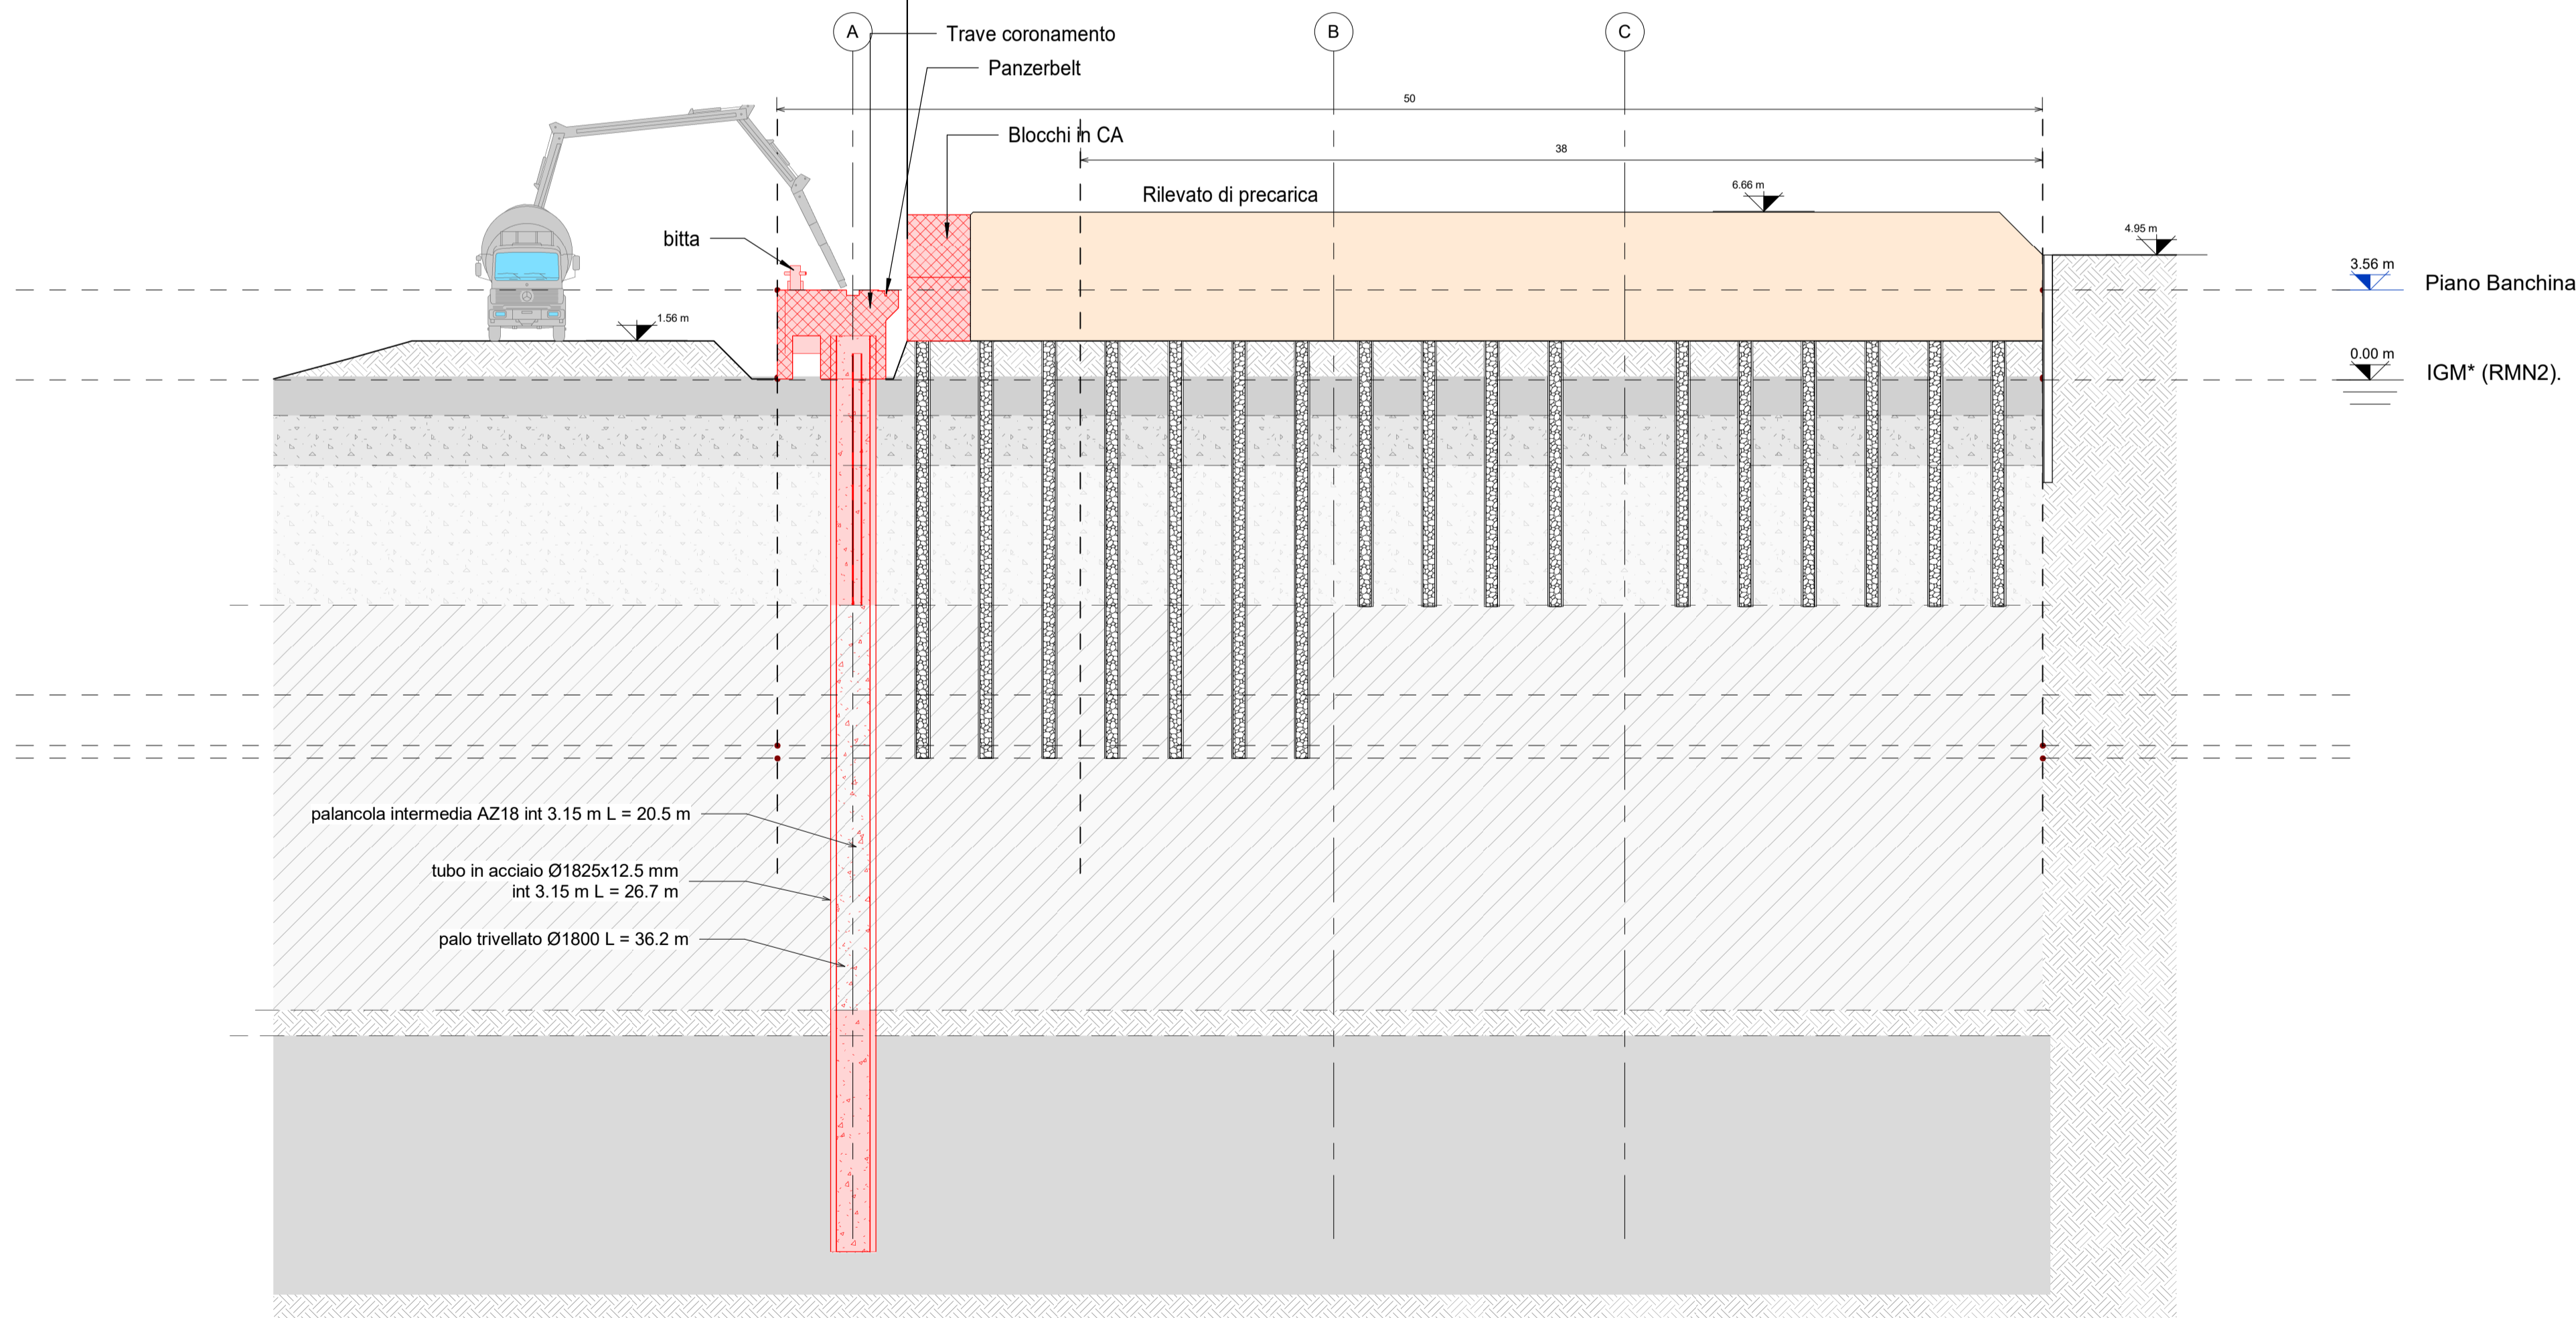 A
B
C
Trave coronamento
Panzerbelt
50
Blocchi in CA
38
Rilevato di precarica
6.66 m
4.95 m
bitta
3.56 m
Piano Banchina
1.56 m
0.00 m
IGM* (RMN2).
palancola intermedia AZ18 int 3.15 m L = 20.5 m
tubo in acciaio Ø1825x12.5 mm
int 3.15 m L = 26.7 m
palo trivellato Ø1800 L = 36.2 m